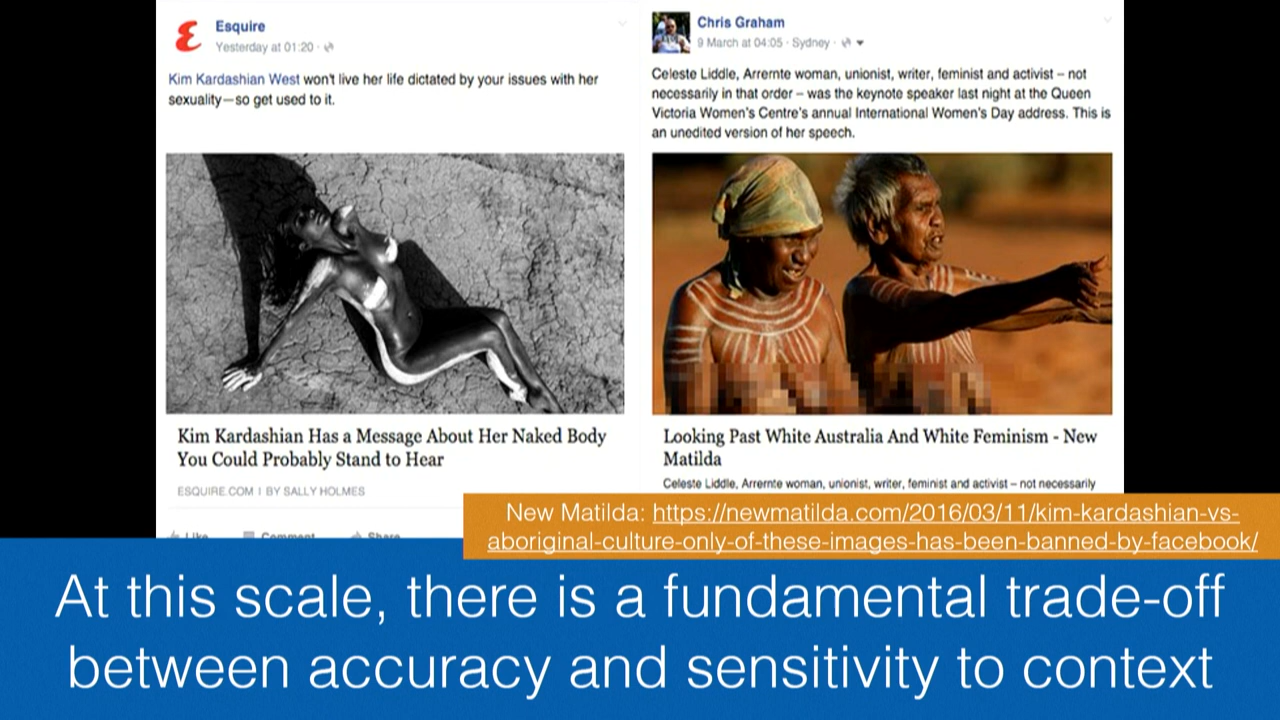 Esquire
Yesterday at 01:20 ·
Kim Kardashian West won't live her life dictated by your issues with her
sexuality—so get used to it.
Kim Kardashian Has a Message About Her Naked Body
You Could Probably Stand to Hear
ESQUIRE.COM | BY SALLY HOLMES
Like Comment Share
Chris Graham
9 March at 04:05 · Sydney ·
Celeste Liddle, Arrernte woman, unionist, writer, feminist and activist – not
necessarily in that order – was the keynote speaker last night at the Queen
Victoria Women's Centre's annual International Women's Day address. This is
an unedited version of her speech.
Looking Past White Australia And White Feminism - New
Matilda
Celeste Liddle, Arrernte woman, unionist, writer, feminist and activist – not necessarily
New Matilda: https://newmatilda.com/2016/03/11/kim-kardashian-vs-
aboriginal-culture-only-of-these-images-has-been-banned-by-facebook/
At this scale, there is a fundamental trade-off
between accuracy and sensitivity to context